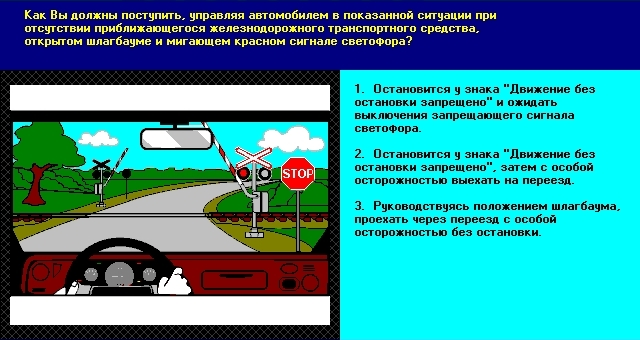 Как Вы должны поступить, управляя автомобилем в показанной ситуации при
отсутствии приближающегося железнодорожного транспортного средства,
открытом шлагбауме и мигающем красном сигнале светофора?
STOP
1. Остановится у знака "Движение без
остановки запрещено" и ожидать
выключения запрещающего сигнала
светофора.
2. Остановится у знака "Движение без
остановки запрещено", затем с особой
осторожностью выехать на переезд.
3. Руководствуясь положением шлагбаума,
проехать через переезд с особой
осторожностью без остановки.